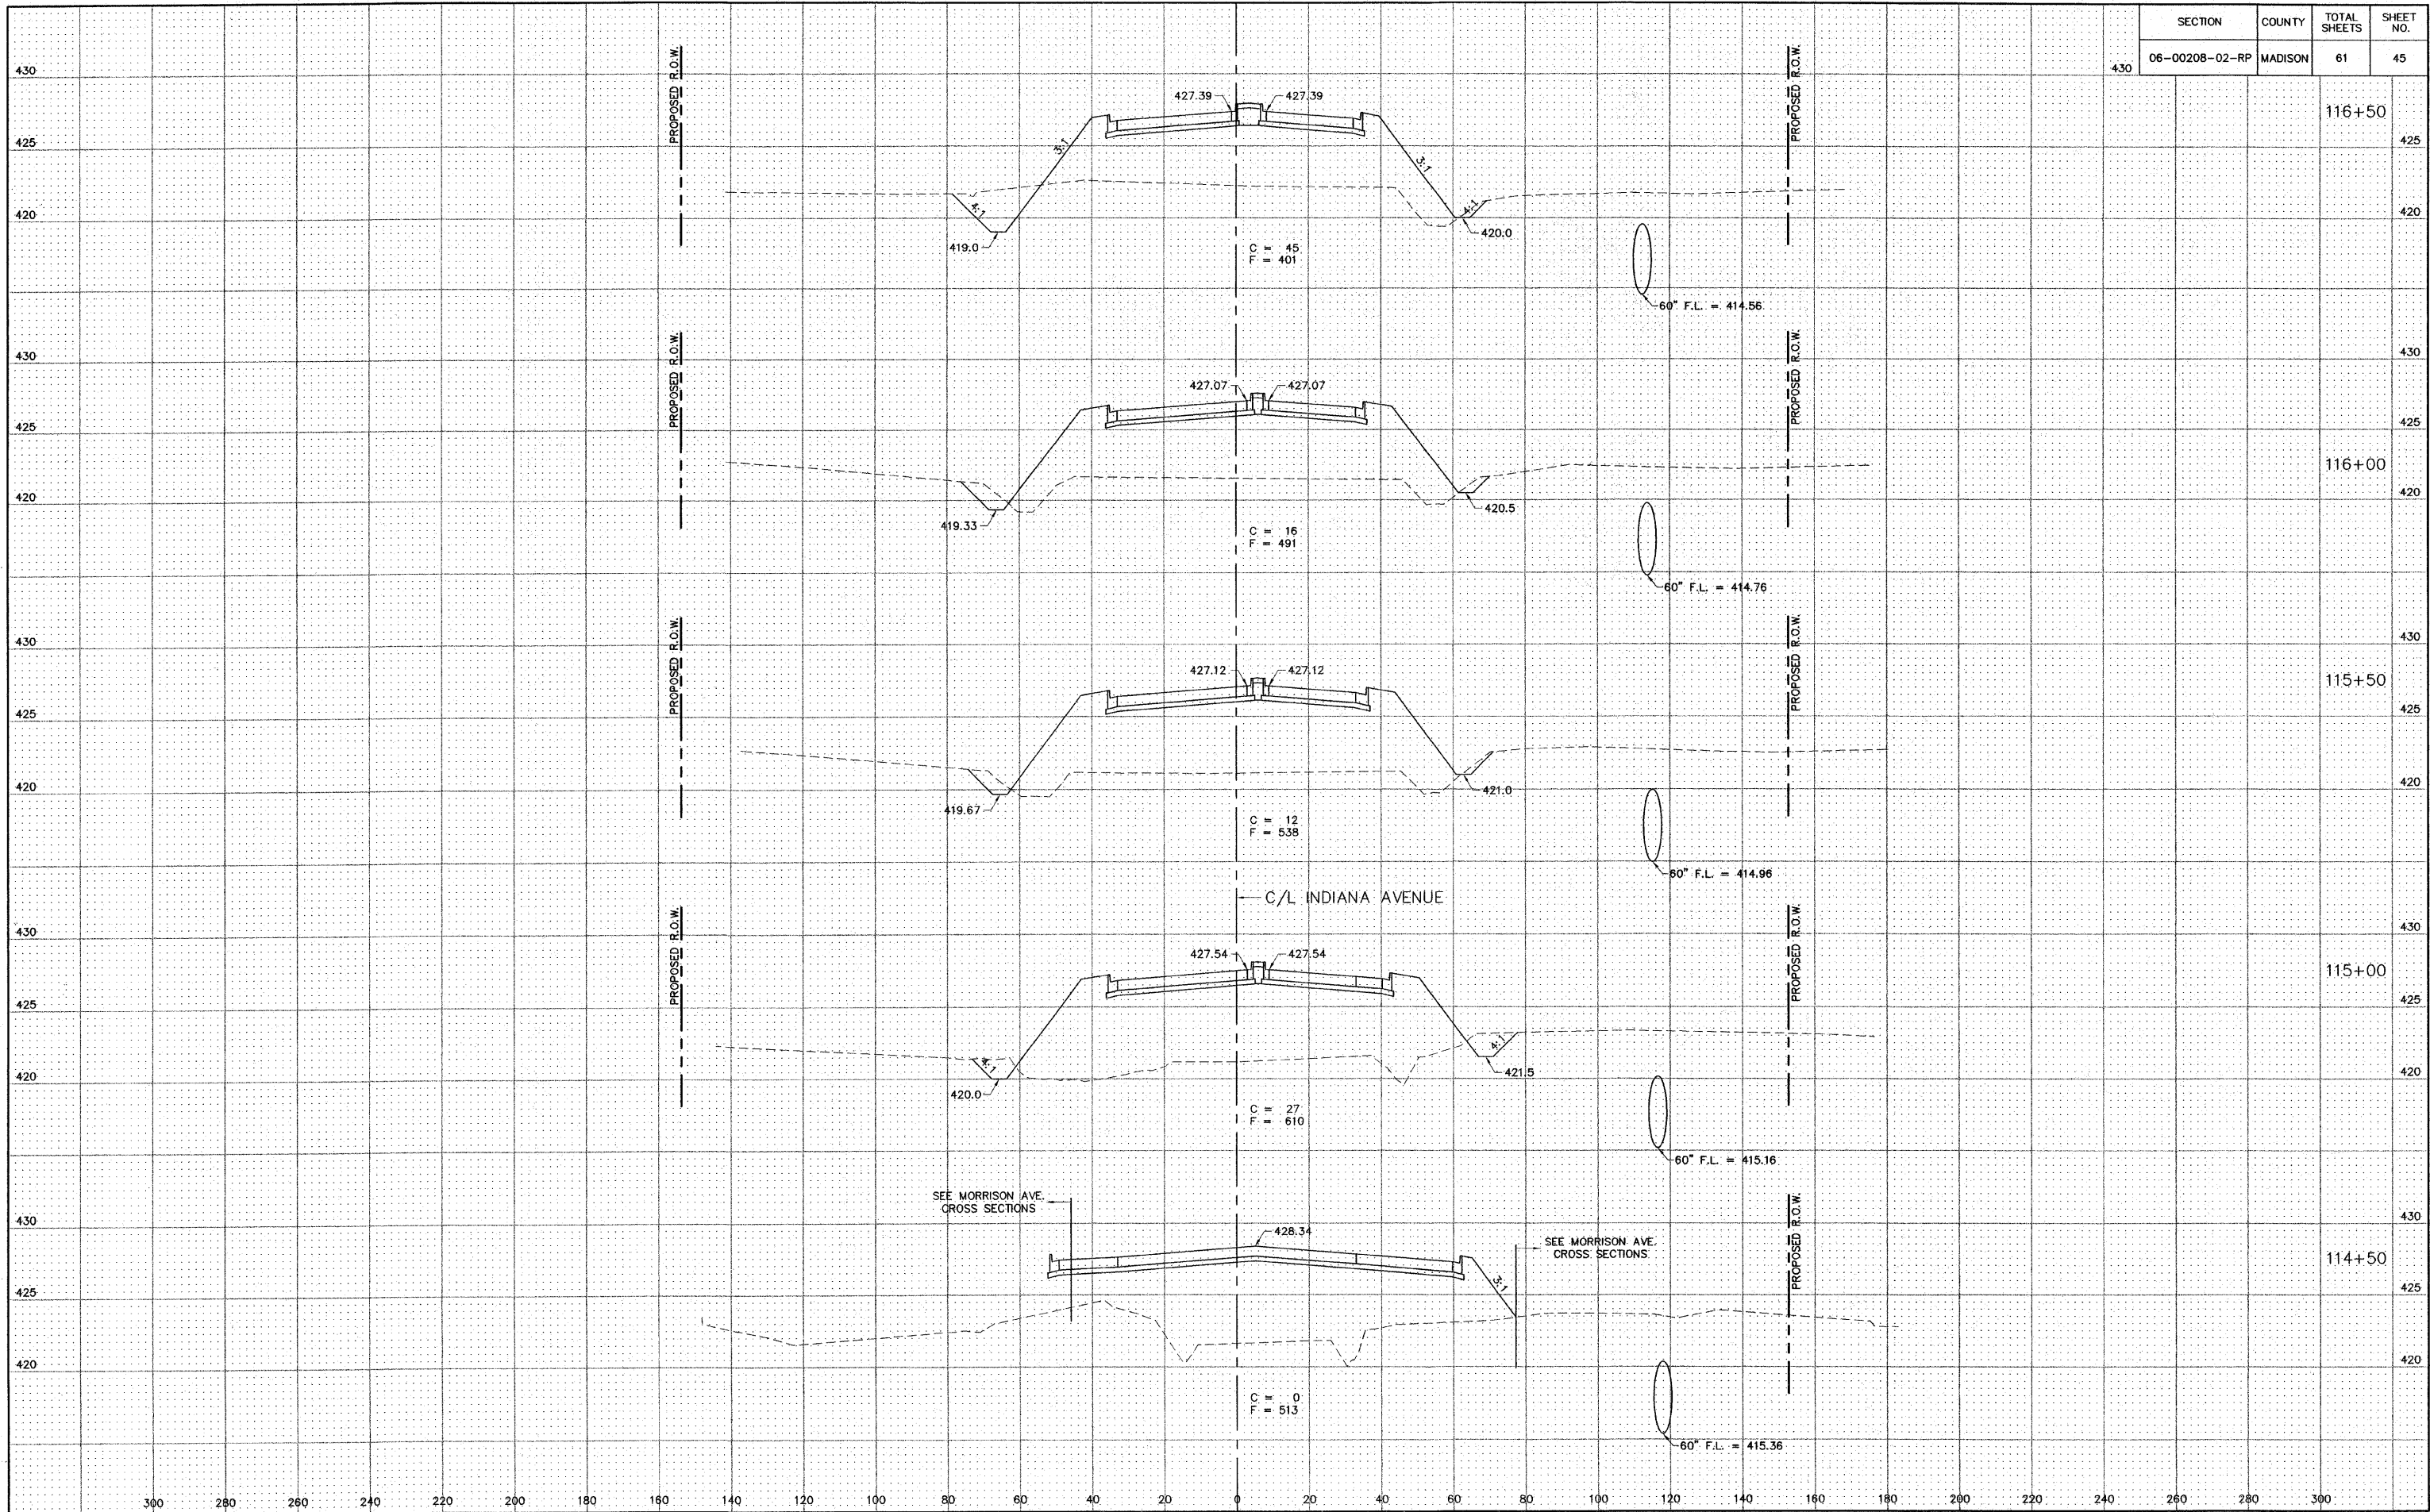 SECTION COUNTY TOTAL SHEETS SHEET NO.
06-00208-02-RP MADISON 61 45
430 430
116+50
PROPOSED R.O.W.
PROPOSED R.O.W.
427.39 427.39
425 425
3:1 3:1
4:1 4:1
420 420
419.0 420.0
C = 45
F = 401
60" F.L. = 414.56
430 430
PROPOSED R.O.W.
PROPOSED R.O.W.
427.07 427.07
425 425
116+00
420 420
419.33 420.5
C = 16
F = 491
60" F.L. = 414.76
430 430
PROPOSED R.O.W.
PROPOSED R.O.W.
427.12 427.12
115+50
425 425
420 420
419.67 421.0
C = 12
F = 538
60" F.L. = 414.96
C/L INDIANA AVENUE
430 430
PROPOSED R.O.W.
PROPOSED R.O.W.
427.54 427.54
115+00
425 425
4:1 4:1
420 420
420.0 421.5
C = 27
F = 610
60" F.L. = 415.16
SEE MORRISON AVE.
CROSS SECTIONS
430 430
PROPOSED R.O.W.
428.34
SEE MORRISON AVE.
CROSS SECTIONS
114+50
3:1
425 425
420 420
C = 0
F = 513
60" F.L. = 415.36
300 280 260 240 220 200 180 160 140 120 100 80 60 40 20 0 20 40 60 80 100 120 140 160 180 200 220 240 260 280 300